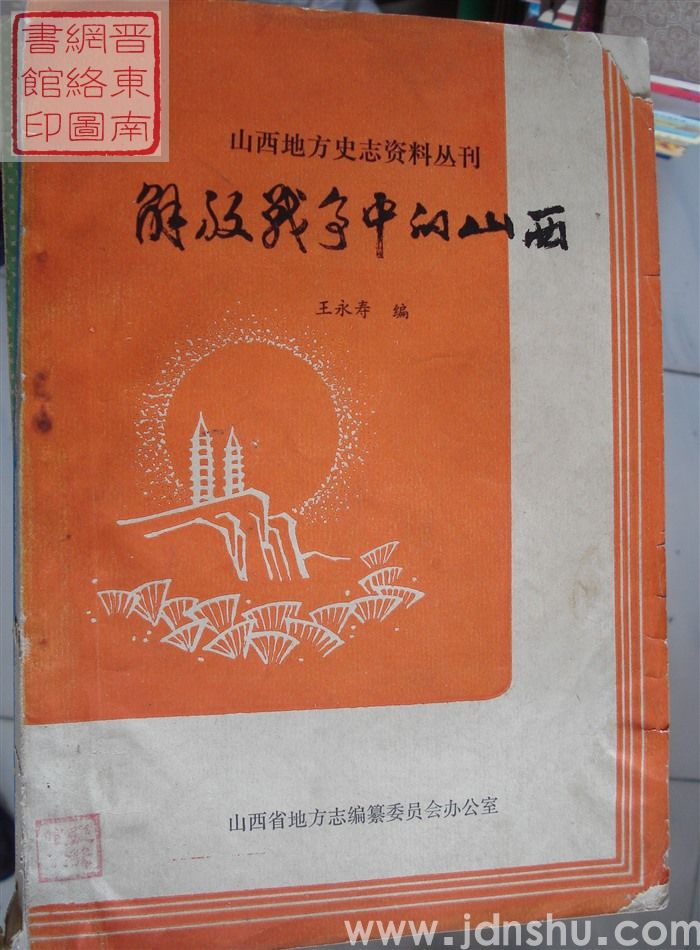 晋東南
網絡圖
書館印
山西地方史志资料丛刊
解放战争中的山西
王永寿 编
山西省地方志编纂委员会办公室
www.jdnshu.com